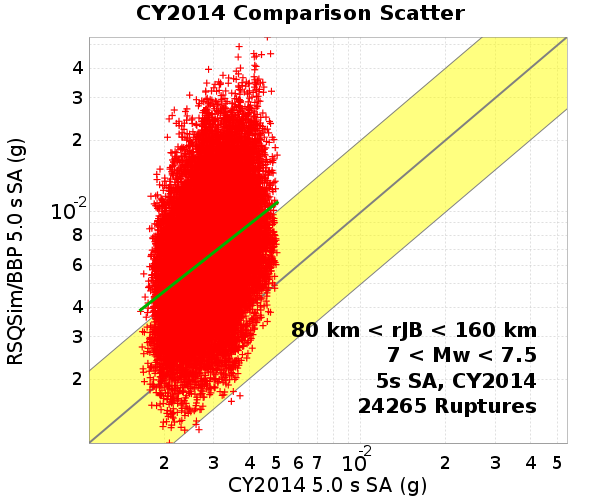 CY2014 Comparison Scatter
RSQSim/BBP 5.0 s SA (g)
4
3
2
10-2
8
6
4
3
2
80 km < rJB < 160 km
7 < Mw < 7.5
5s SA, CY2014
24265 Ruptures
2 3 4 5 6 7 10-2 2 3 4 5
CY2014 5.0 s SA (g)